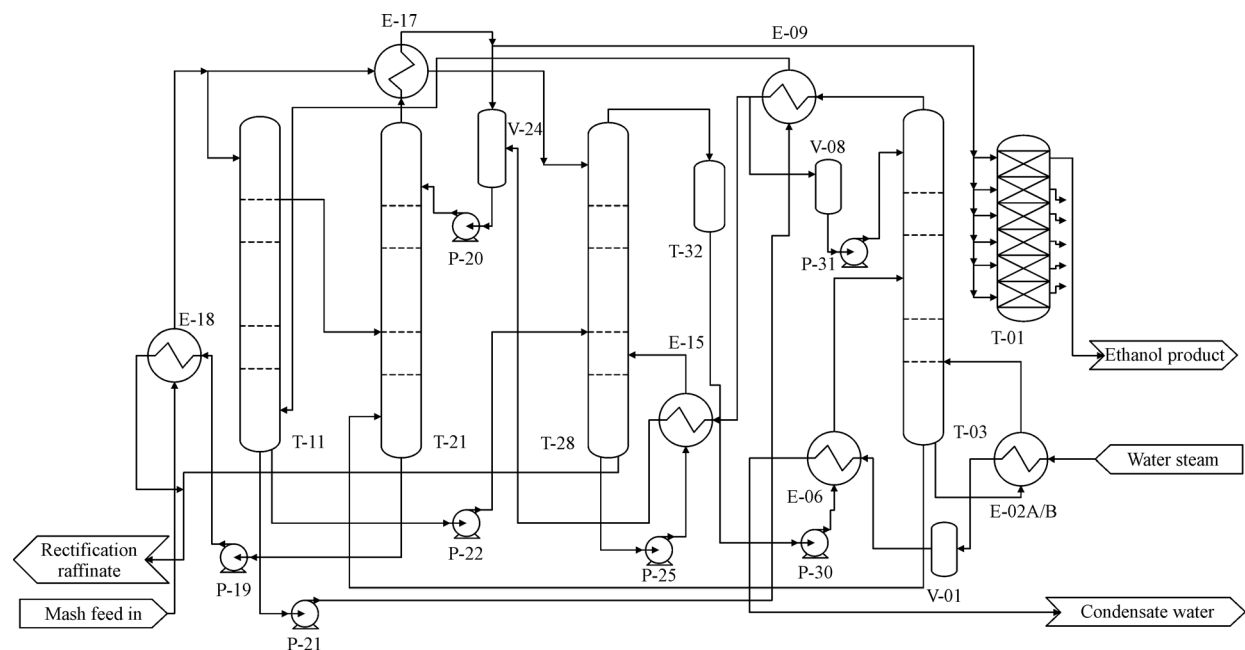 E-17
E-09
V-24
V-08
P-20
T-32
P-31
E-18
E-15
T-01
Ethanol product
T-11
T-21
T-28
T-03
Water steam
E-06
E-02A/B
Rectification
raffinate
P-19
P-22
P-25
P-30
V-01
Mash feed in
Condensate water
P-21